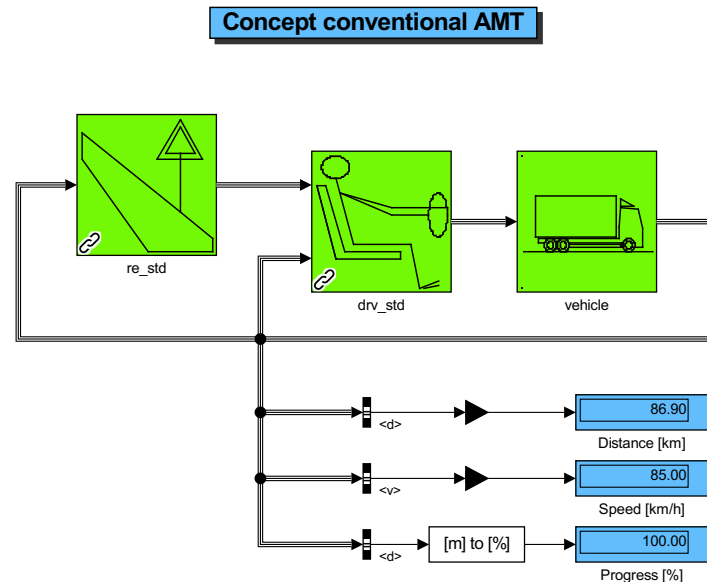 Concept conventional AMT
re_std
drv_std
vehicle
<d>
86.90
Distance [km]
<v>
85.00
Speed [km/h]
<d>
[m] to [%]
100.00
Progress [%]